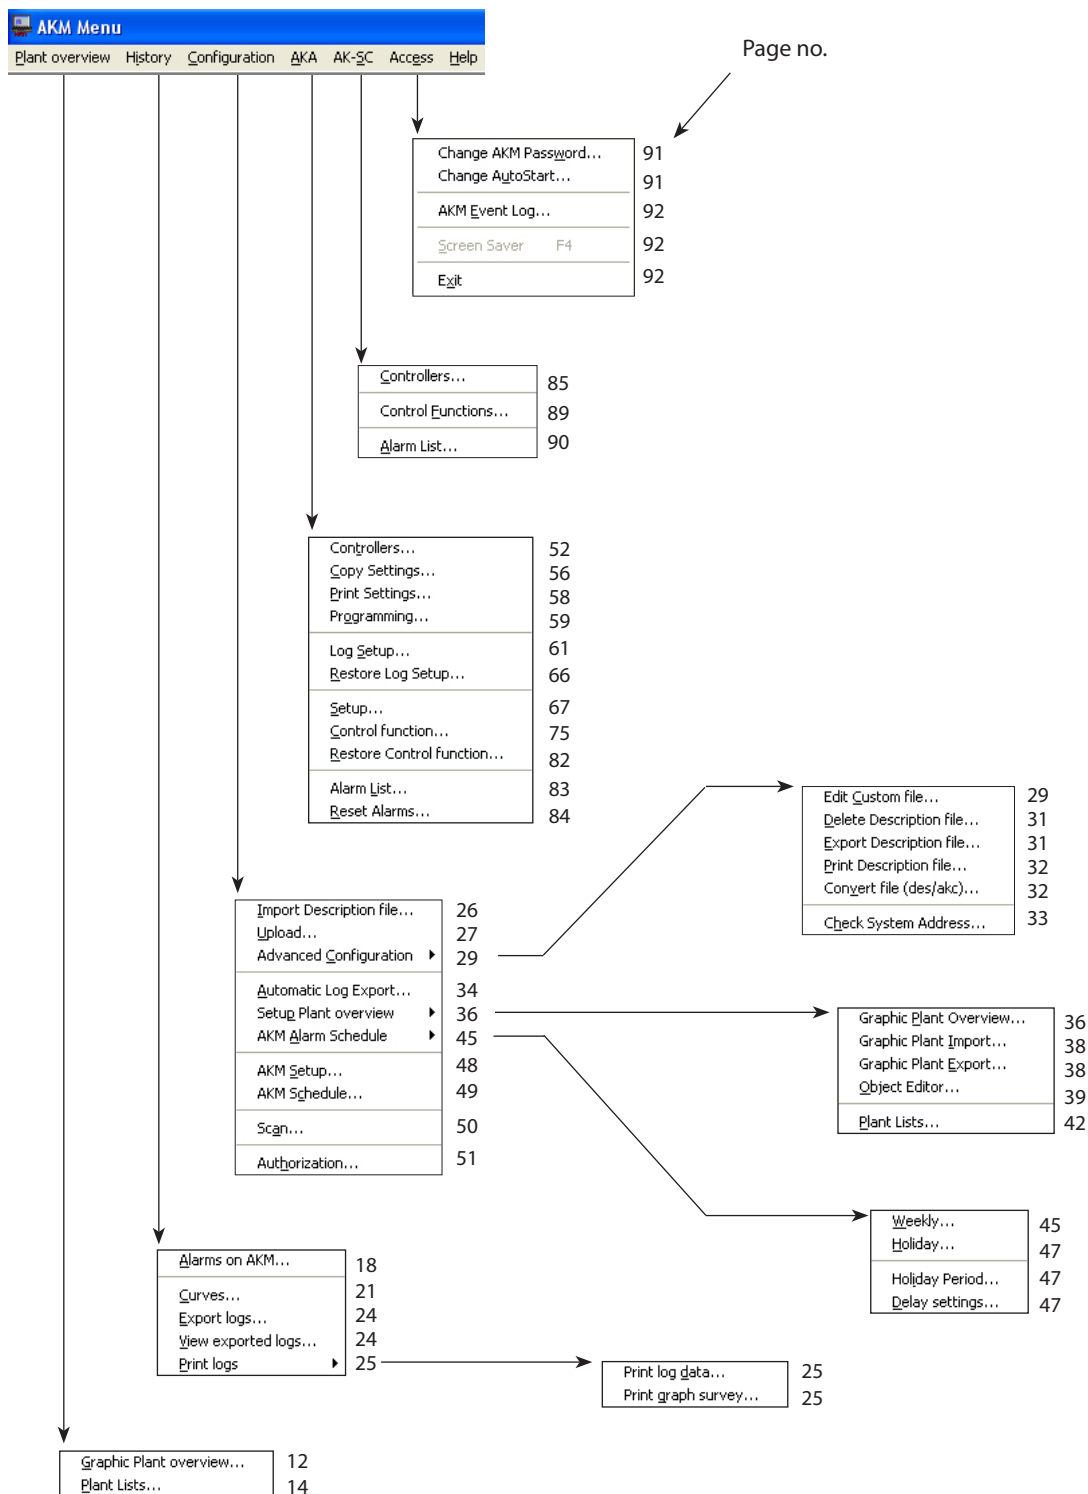 AKM Menu
Plant overview History Configuration AKA AK-SC Access Help
Page no.
Change AKM Password... 91
Change AutoStart... 91
AKM Event Log... 92
Screen Saver F4 92
Exit 92
Controllers... 85
Control Functions... 89
Alarm List... 90
Controllers... 52
Copy Settings... 56
Print Settings... 58
Programming... 59
Log Setup... 61
Restore Log Setup... 66
Setup... 67
Control function... 75
Restore Control function... 82
Alarm List... 83
Reset Alarms... 84
Edit Custom file... 29
Delete Description file... 31
Export Description file... 31
Print Description file... 32
Convert file (des/akc)... 32
Check System Address... 33
Import Description file... 26
Upload... 27
Advanced Configuration 29
Automatic Log Export... 34
Setup Plant overview 36
AKM Alarm Schedule 45
AKM Setup... 48
AKM Schedule... 49
Scan... 50
Authorization... 51
Graphic Plant Overview... 36
Graphic Plant Import... 38
Graphic Plant Export... 38
Object Editor... 39
Plant Lists... 42
Weekly... 45
Holiday... 47
Holiday Period... 47
Delay settings... 47
Alarms on AKM... 18
Curves... 21
Export logs... 24
View exported logs... 24
Print logs 25
Print log data... 25
Print graph survey... 25
Graphic Plant overview... 12
Plant Lists... 14